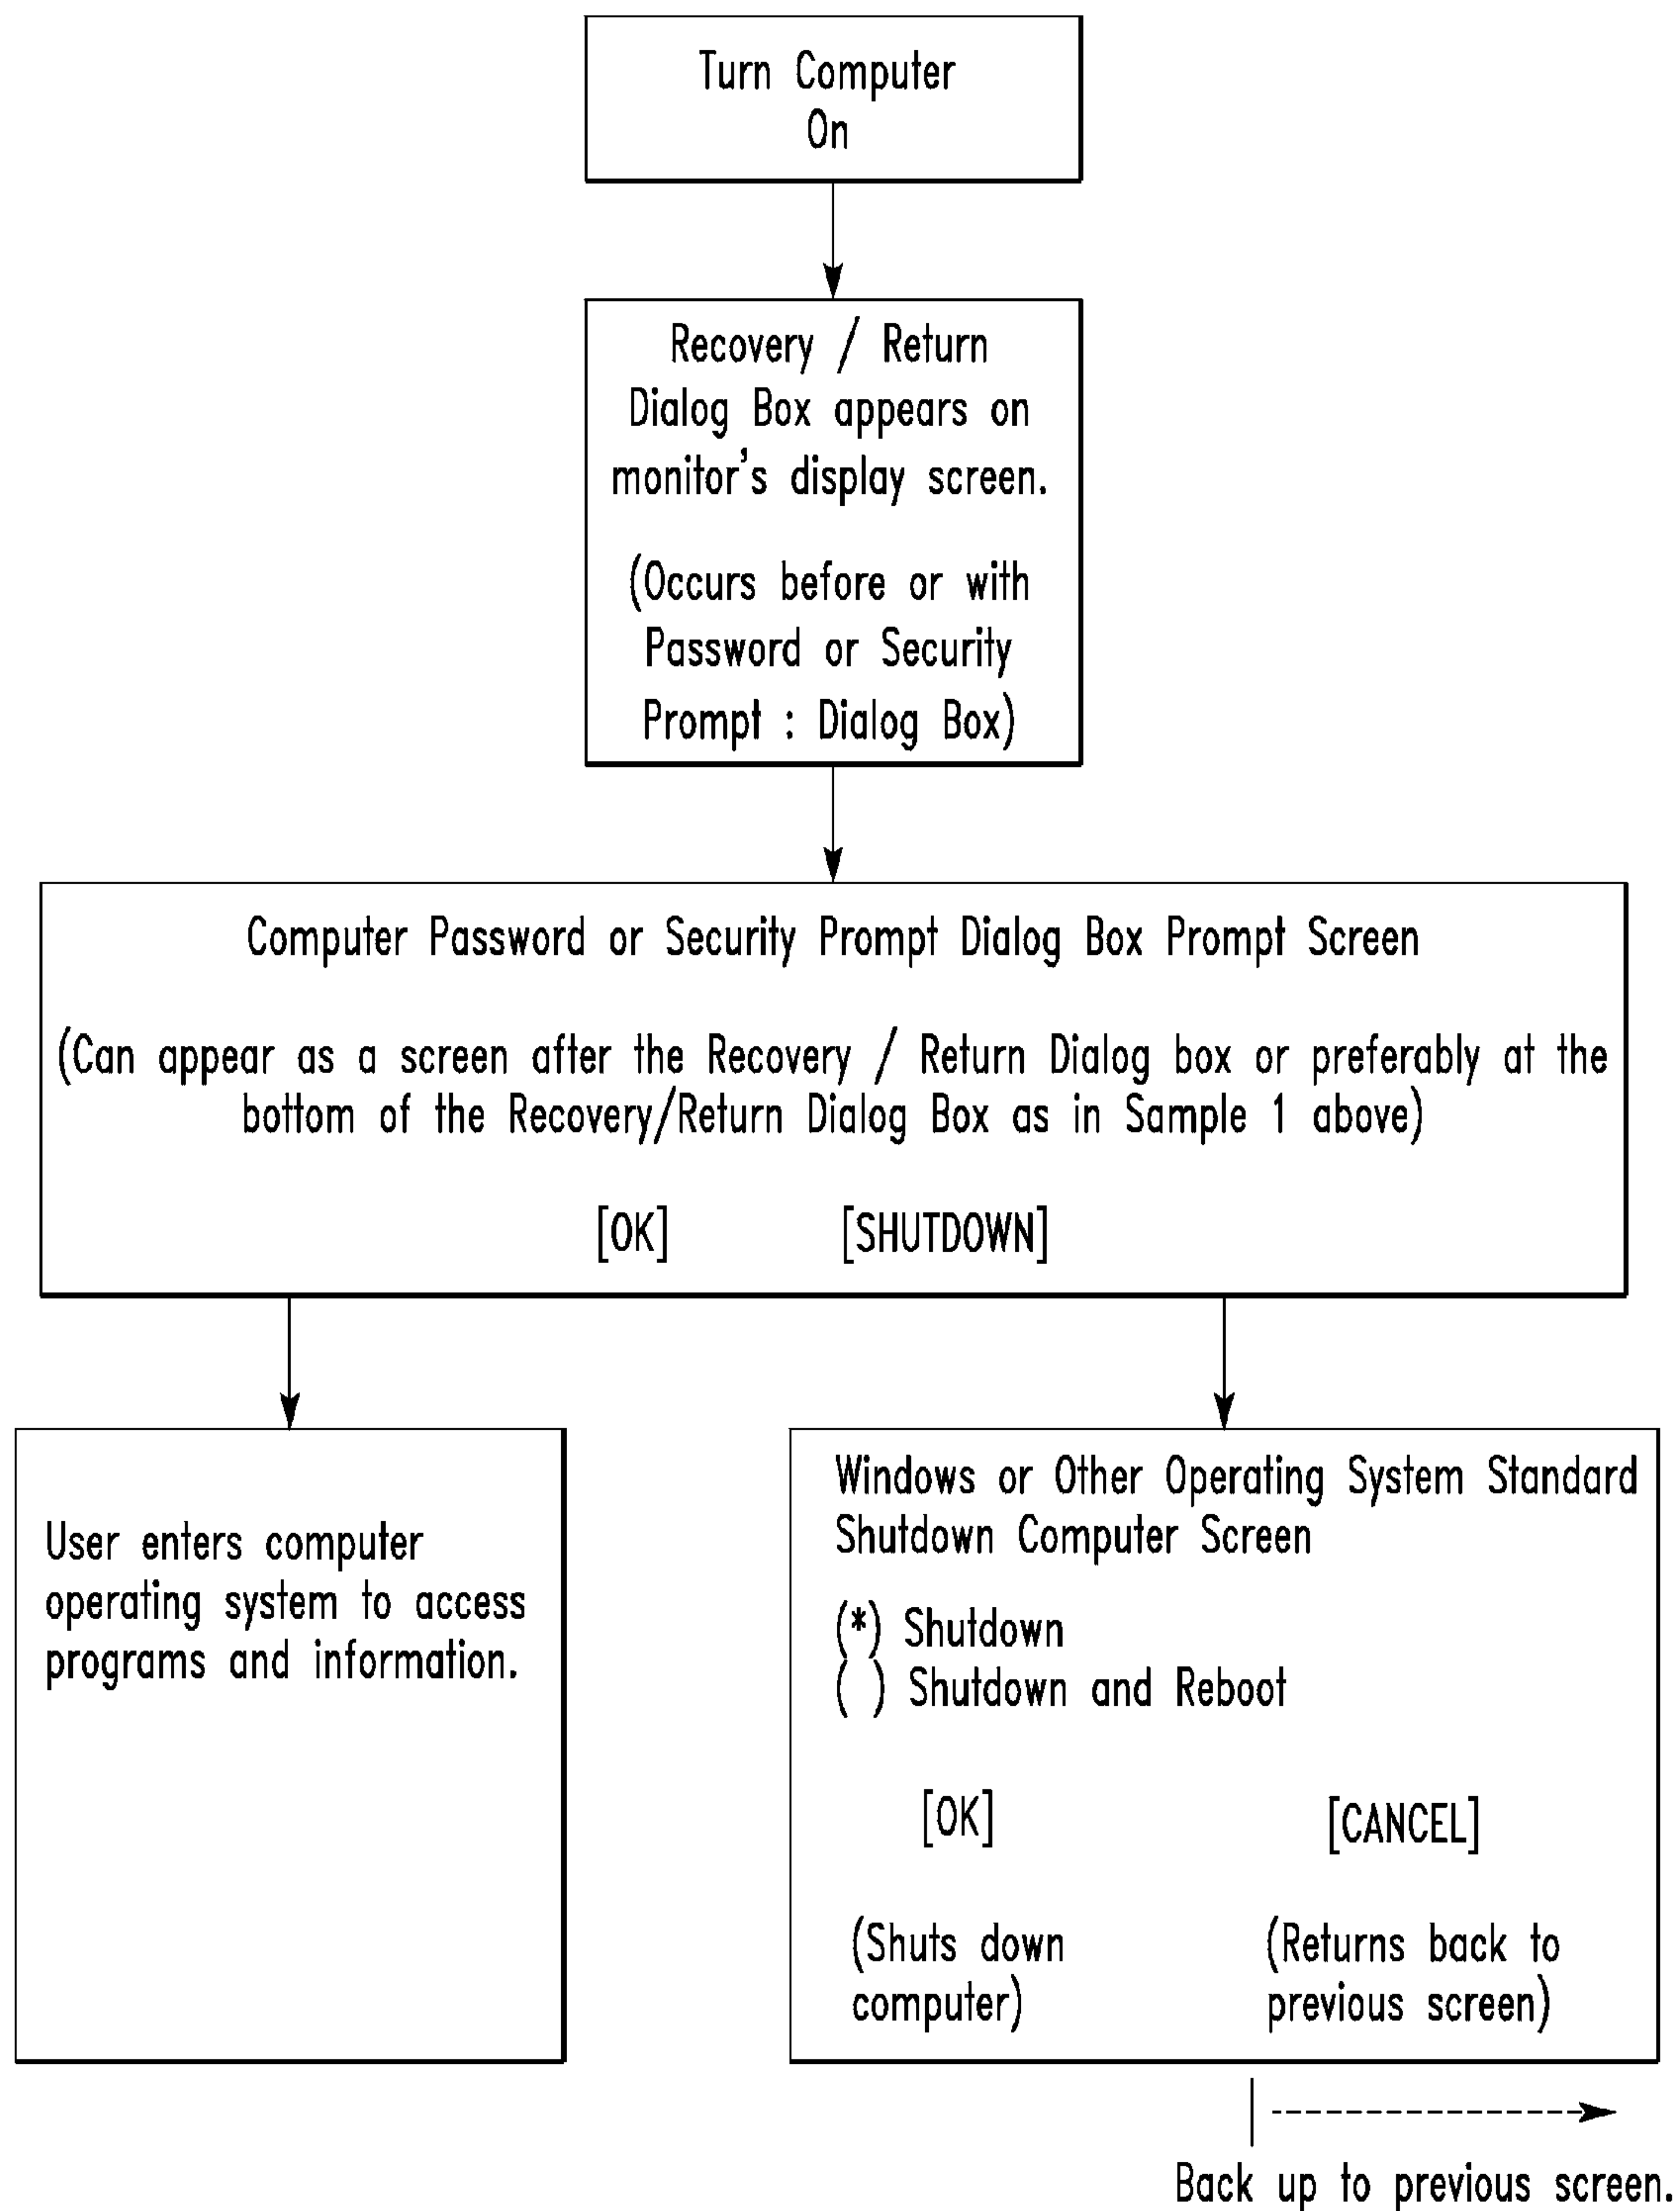 Turn Computer
On
Recovery / Return
Dialog Box appears on
monitor's display screen.
(Occurs before or with
Password or Security
Prompt : Dialog Box)
Computer Password or Security Prompt Dialog Box Prompt Screen
(Can appear as a screen after the Recovery / Return Dialog box or preferably at the
bottom of the Recovery/Return Dialog Box as in Sample 1 above)
[OK] [SHUTDOWN]
User enters computer
operating system to access
programs and information.
Windows or Other Operating System Standard
Shutdown Computer Screen
(*) Shutdown
( ) Shutdown and Reboot
[OK] [CANCEL]
(Shuts down
computer)
(Returns back to
previous screen)
Back up to previous screen.